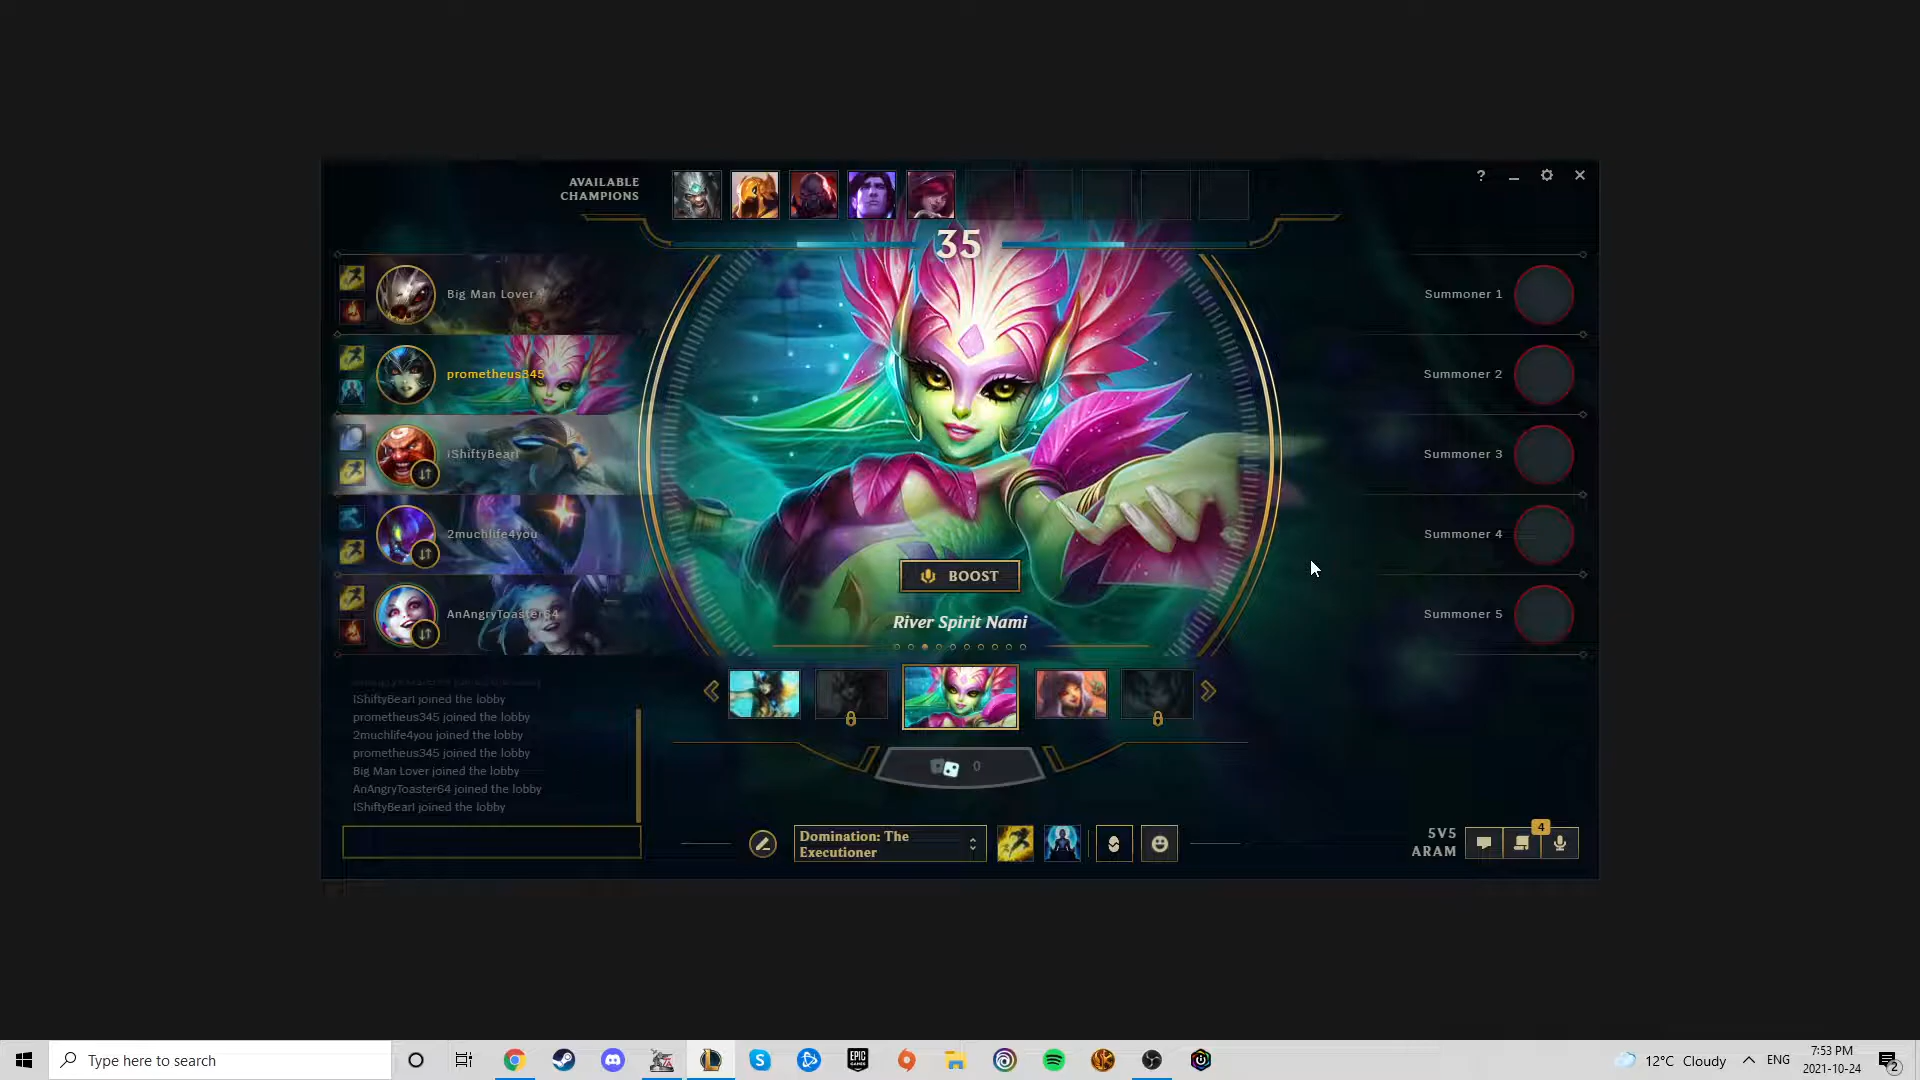 AVAILABLE
CHAMPIONS
?
35
Big Man Lover
prometheus345
IShiftyBearI
2muchlife4you
AnAngryToaster64
Summoner 1
Summoner 2
Summoner 3
Summoner 4
Summoner 5
BOOST
River Spirit Nami
IShiftyBearI joined the lobby
prometheus345 joined the lobby
2muchlife4you joined the lobby
prometheus345 joined the lobby
Big Man Lover joined the lobby
AnAngryToaster64 joined the lobby
IShiftyBearI joined the lobby
0
Domination: The
Executioner
5V5
ARAM
4
Type here to search
EPIC
GAMES
12°C Cloudy
ENG
7:53 PM
2021-10-24
2